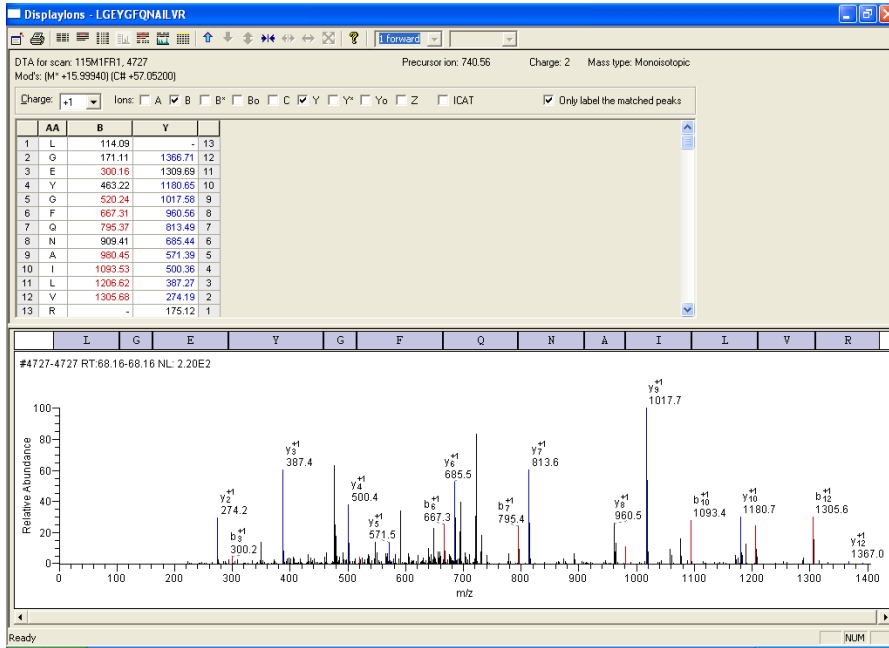 DisplayIons - LGEYGFQNAILVR
1 forward
DTA for scan: 115M1FR1, 4727 Precursor ion: 740.56 Charge: 2 Mass type: Monoisotopic
Mod's: (M* +15.99940) (C# +57.05200)
Charge: +1 Ions: A B B* Bo C Y Y* Yo Z ICAT Only label the matched peaks
AA B Y
1 L 114.09 - 13
2 G 171.11 1366.71 12
3 E 300.16 1309.69 11
4 Y 463.22 1180.65 10
5 G 520.24 1017.58 9
6 F 667.31 960.56 8
7 Q 795.37 813.49 7
8 N 909.41 685.44 6
9 A 980.45 571.39 5
10 I 1093.53 500.36 4
11 L 1206.62 387.27 3
12 V 1305.68 274.19 2
13 R - 175.12 1
L G E Y G F Q N A I L V R
#4727-4727 RT:68.16-68.16 NL: 2.20E2
y9+1
1017.7
y3+1
387.4
y6+1
685.5
y7+1
813.6
y4+1
500.4
y2+1
274.2
b3+1
300.2
y5+1
571.5
b6+1
667.3
b7+1
795.4
y8+1
960.5
b10+1
1093.4
y10+1
1180.7
b12+1
1305.6
y12+1
1367.0
Relative Abundance
100
80
60
40
20
0
0 100 200 300 400 500 600 700 800 900 1000 1100 1200 1300 1400
m/z
Ready NUM